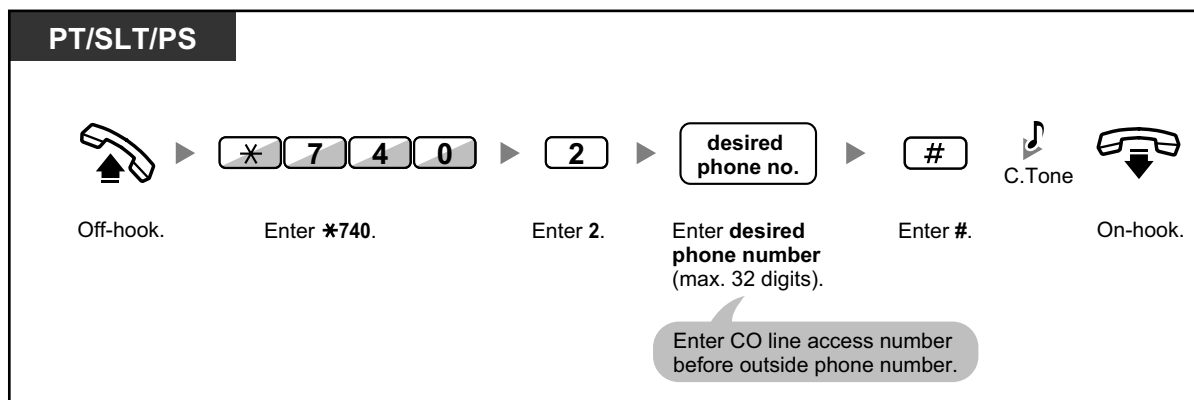 PT/SLT/PS
✳ 7 4 0
2
desired
phone no.
#
C.Tone
Off-hook.
Enter ✳740.
Enter 2.
Enter desired
phone number
(max. 32 digits).
Enter #.
On-hook.
Enter CO line access number
before outside phone number.